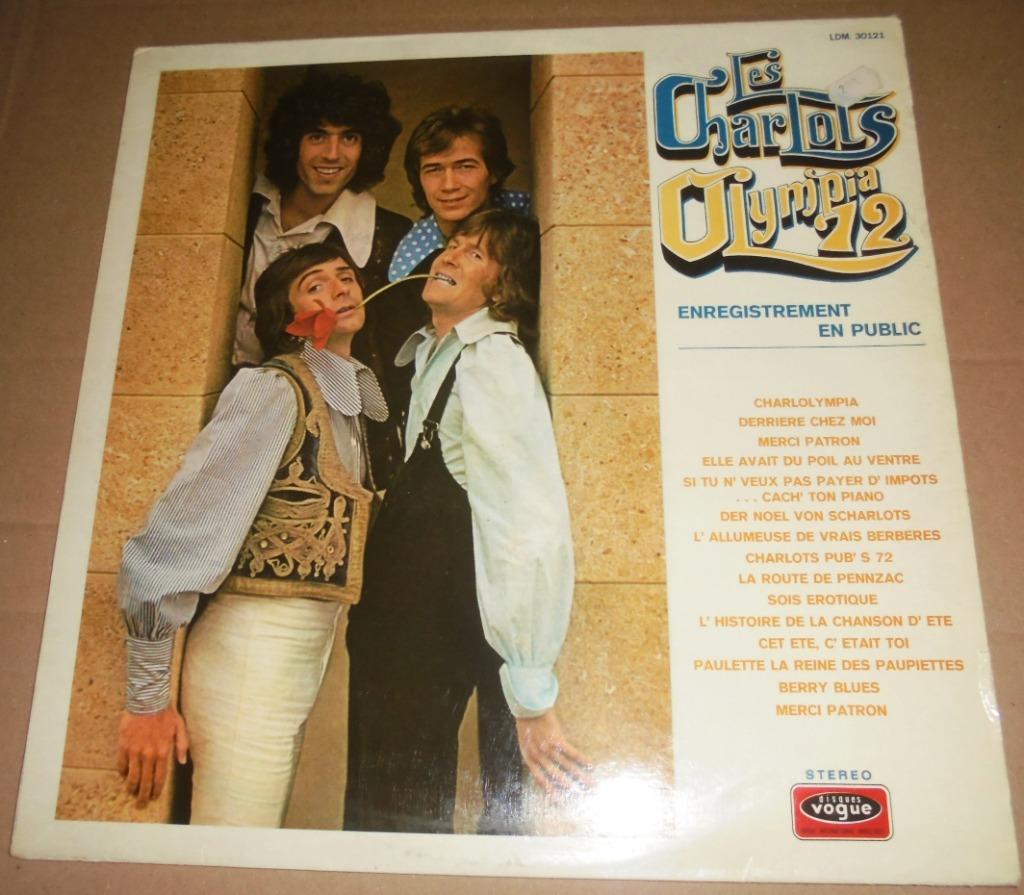 LDM. 30121
Les
Charlots
Olympia
72
ENREGISTREMENT
EN PUBLIC
CHARLOLYMPIA
DERRIERE CHEZ MOI
MERCI PATRON
ELLE AVAIT DU POIL AU VENTRE
SI TU N' VEUX PAS PAYER D' IMPOTS
. . . CACH' TON PIANO
DER NOEL VON SCHARLOTS
L' ALLUMEUSE DE VRAIS BERBERES
CHARLOTS PUB' S 72
LA ROUTE DE PENNZAC
SOIS EROTIQUE
L' HISTOIRE DE LA CHANSON D' ETE
CET ETE, C' ETAIT TOI
PAULETTE LA REINE DES PAUPIETTES
BERRY BLUES
MERCI PATRON
STEREO
disques
vogue